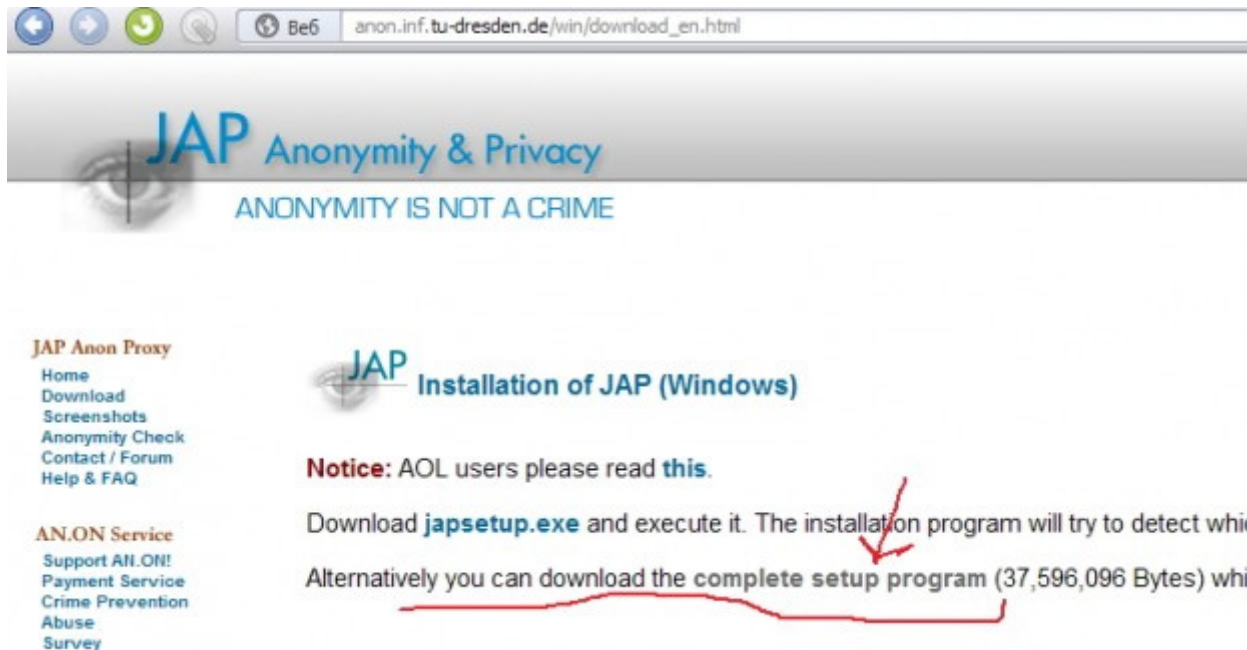 Веб anon.inf.tu-dresden.de/win/download_en.html
JAP Anonymity & Privacy
ANONYMITY IS NOT A CRIME
JAP Anon Proxy
Home
Download
Screenshots
Anonymity Check
Contact / Forum
Help & FAQ
AN.ON Service
Support AN.ON!
Payment Service
Crime Prevention
Abuse
Survey
JAP
Installation of JAP (Windows)
Notice: AOL users please read this.
Download japsetup.exe and execute it. The installation program will try to detect whi
Alternatively you can download the complete setup program (37,596,096 Bytes) whi